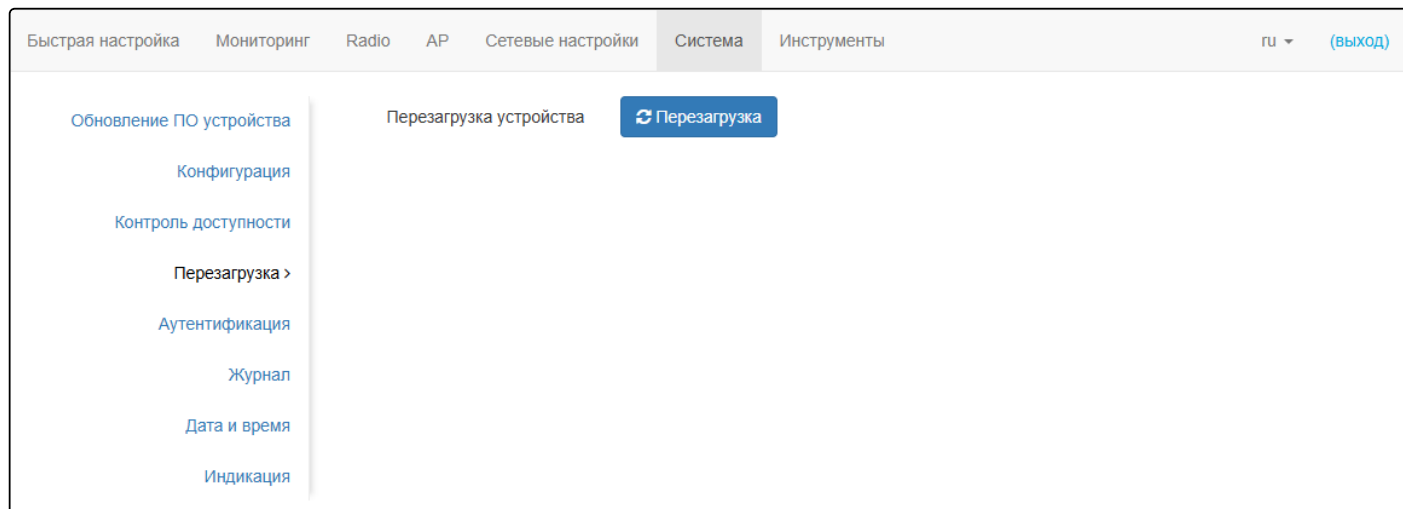 Быстрая настройка Мониторинг Radio AP Сетевые настройки Система Инструменты ru (выход)
Обновление ПО устройства
Перезагрузка устройства Перезагрузка
Конфигурация
Контроль доступности
Перезагрузка ›
Аутентификация
Журнал
Дата и время
Индикация